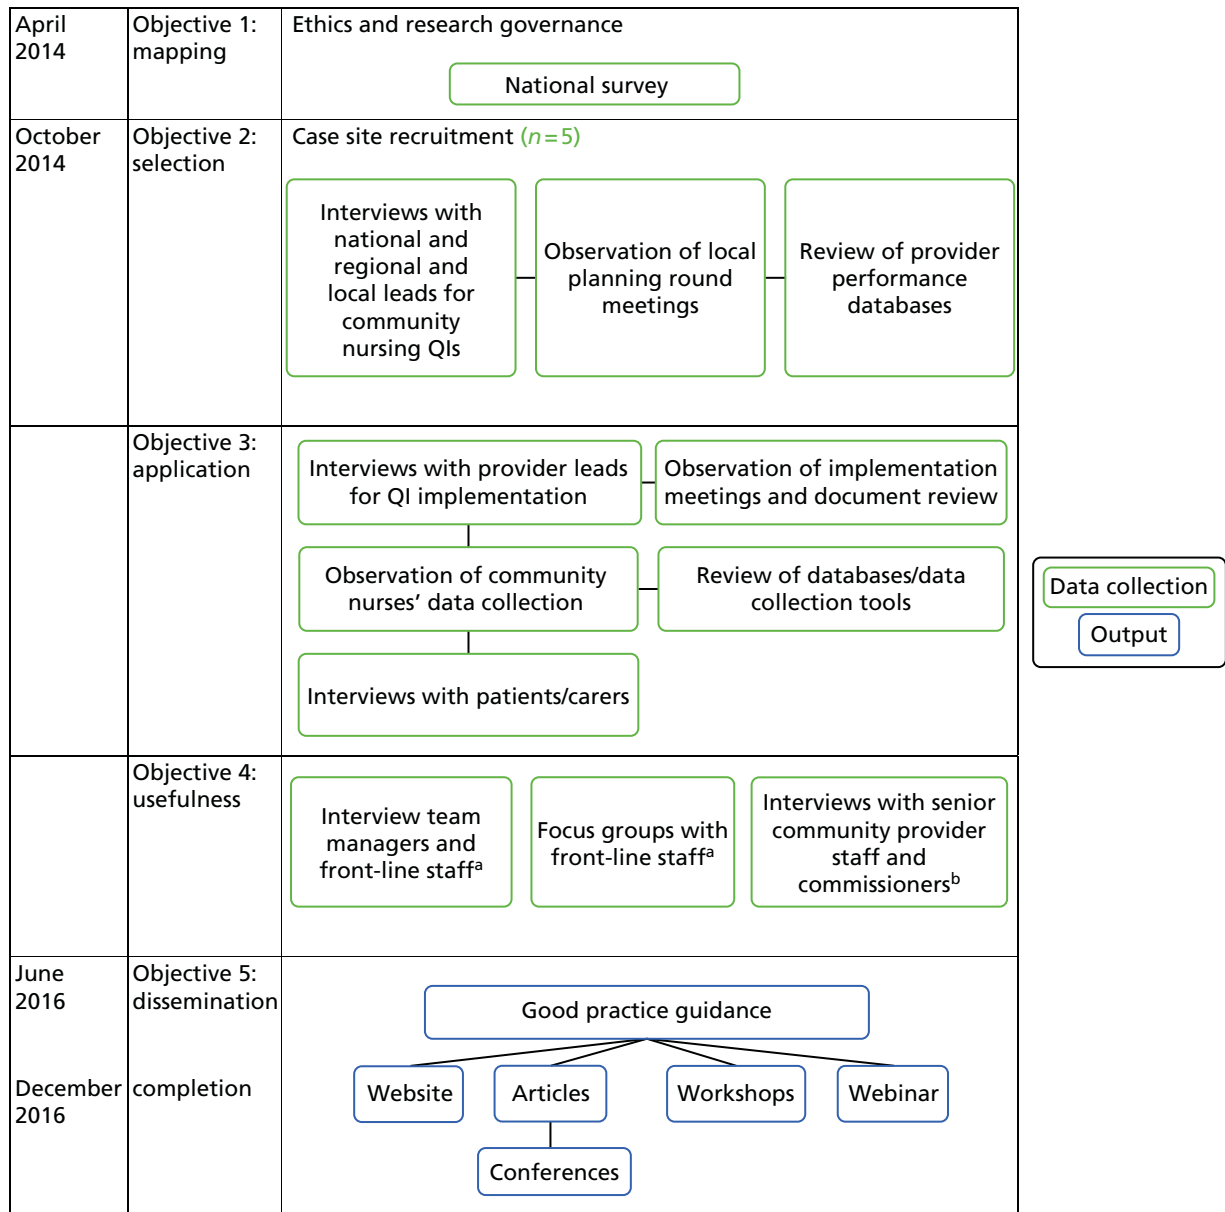 April
2014
Objective 1:
mapping
Ethics and research governance
National survey
October
2014
Objective 2:
selection
Case site recruitment (n=5)
Interviews with
national and
regional and
local leads for
community
nursing QIs
Observation of local
planning round
meetings
Review of provider
performance
databases
Objective 3:
application
Interviews with provider leads
for QI implementation
Observation of implementation
meetings and document review
Observation of community
nurses’ data collection
Review of databases/data
collection tools
Interviews with patients/carers
Objective 4:
usefulness
Interview team
managers and
front-line staffa
Focus groups with
front-line staffa
Interviews with senior
community provider
staff and
commissionersb
June
2016
Objective 5:
dissemination
Good practice guidance
December
2016
completion
Website
Articles
Workshops
Webinar
Conferences
Data collection
Output